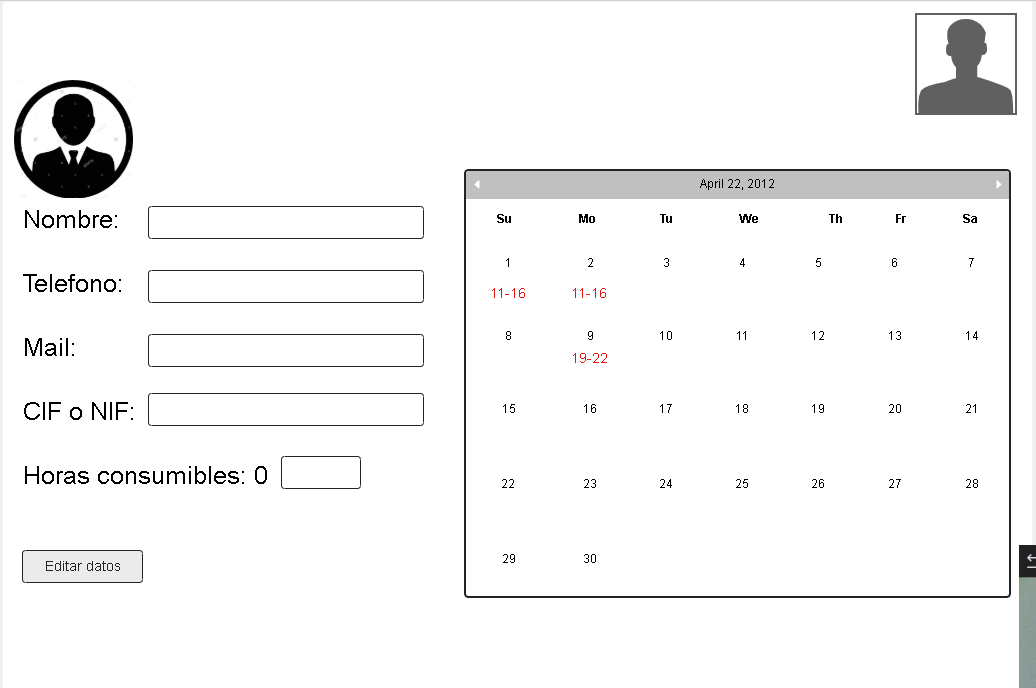 Nombre:
Telefono:
Mail:
CIF o NIF:
Horas consumibles: 0
Editar datos
April 22, 2012
Su Mo Tu We Th Fr Sa
1 2 3 4 5 6 7
11-16 11-16
8 9 10 11 12 13 14
19-22
15 16 17 18 19 20 21
22 23 24 25 26 27 28
29 30